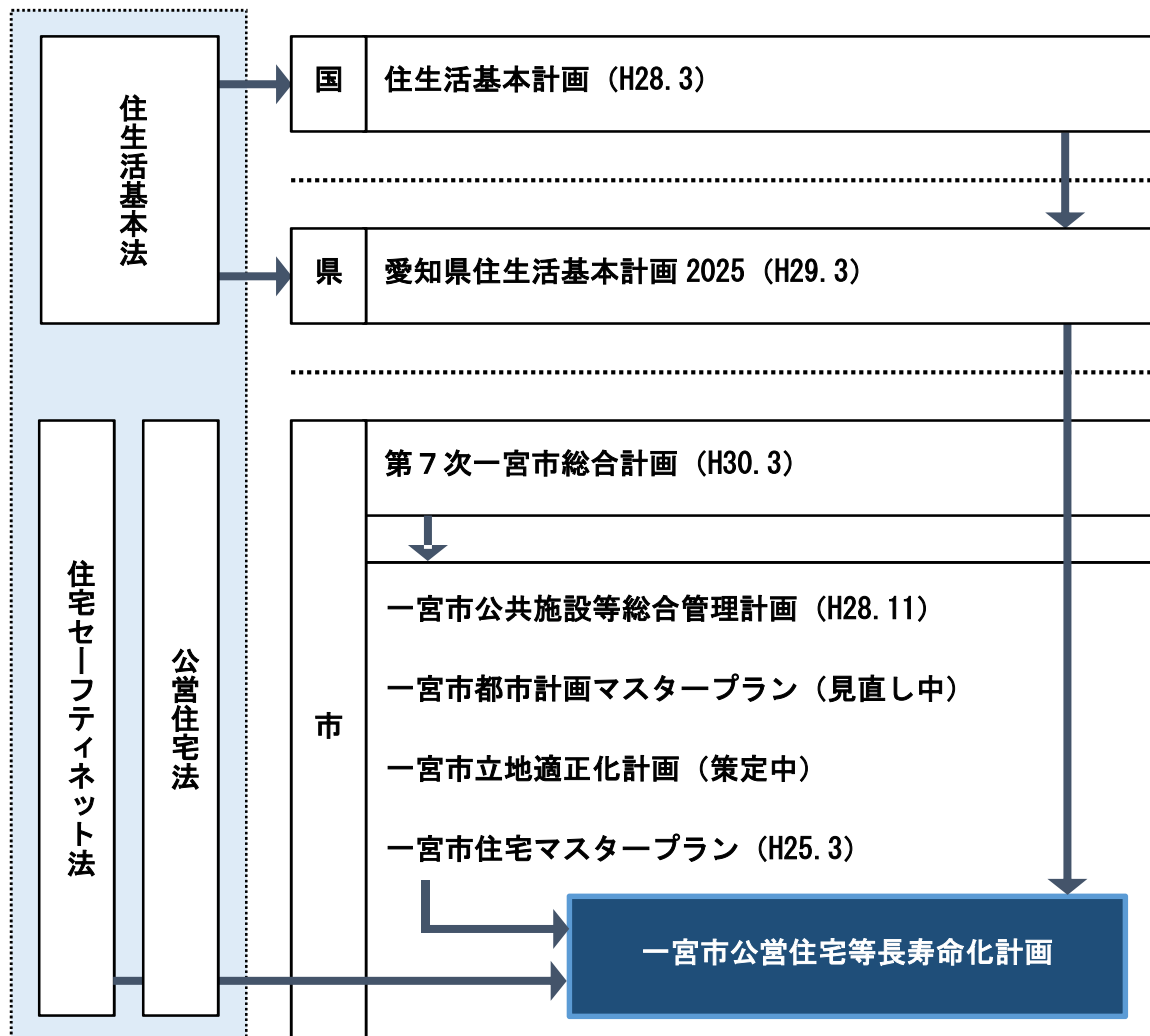 住生活基本法
国
住生活基本計画（H28.3）
県
愛知県住生活基本計画 2025（H29.3）
住宅セーフティネット法
公営住宅法
市
第７次一宮市総合計画（H30.3）
一宮市公共施設等総合管理計画（H28.11）
一宮市都市計画マスタープラン（見直し中）
一宮市立地適正化計画（策定中）
一宮市住宅マスタープラン（H25.3）
一宮市公営住宅等長寿命化計画